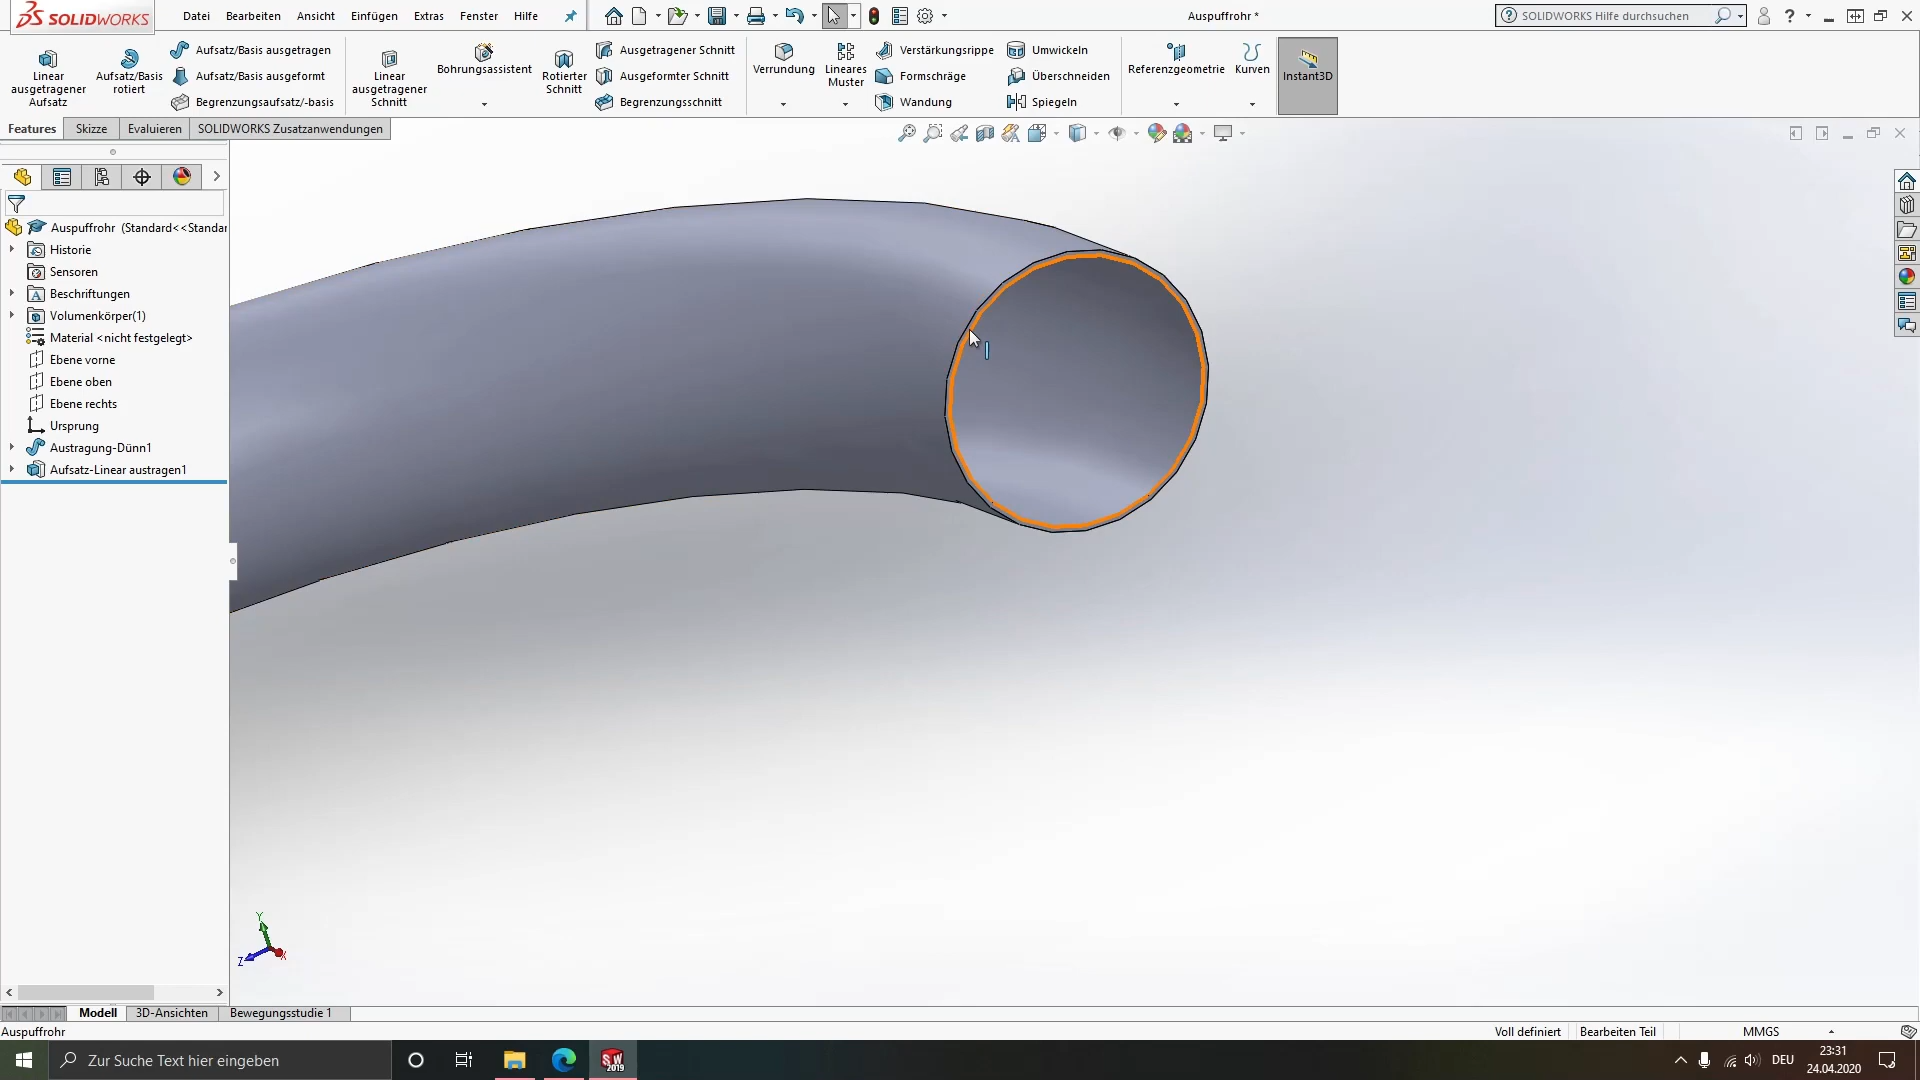 SOLIDWORKS
Datei Bearbeiten Ansicht Einfügen Extras Fenster Hilfe
Auspuffrohr *
SOLIDWORKS Hilfe durchsuchen
Linear ausgetragener Aufsatz
Aufsatz/Basis rotiert
Aufsatz/Basis ausgetragen
Aufsatz/Basis ausgeformt
Begrenzungsaufsatz/-basis
Linear ausgetragener Schnitt
Bohrungsassistent
Rotierter Schnitt
Ausgetragener Schnitt
Ausgeformter Schnitt
Begrenzungsschnitt
Verrundung
Lineares Muster
Verstärkungsrippe
Formschräge
Wandung
Umwickeln
Überschneiden
Spiegeln
Referenzgeometrie
Kurven
Instant3D
Features Skizze Evaluieren SOLIDWORKS Zusatzanwendungen
Auspuffrohr (Standard<<Standar
Historie
Sensoren
A Beschriftungen
Volumenkörper(1)
Material <nicht festgelegt>
Ebene vorne
Ebene oben
Ebene rechts
Ursprung
Austragung-Dünn1
Aufsatz-Linear austragen1
Y
Z
X
Modell 3D-Ansichten Bewegungsstudie 1
Auspuffrohr
Voll definiert Bearbeiten Teil MMGS
Zur Suche Text hier eingeben
SW 2019
DEU
23:31
24.04.2020